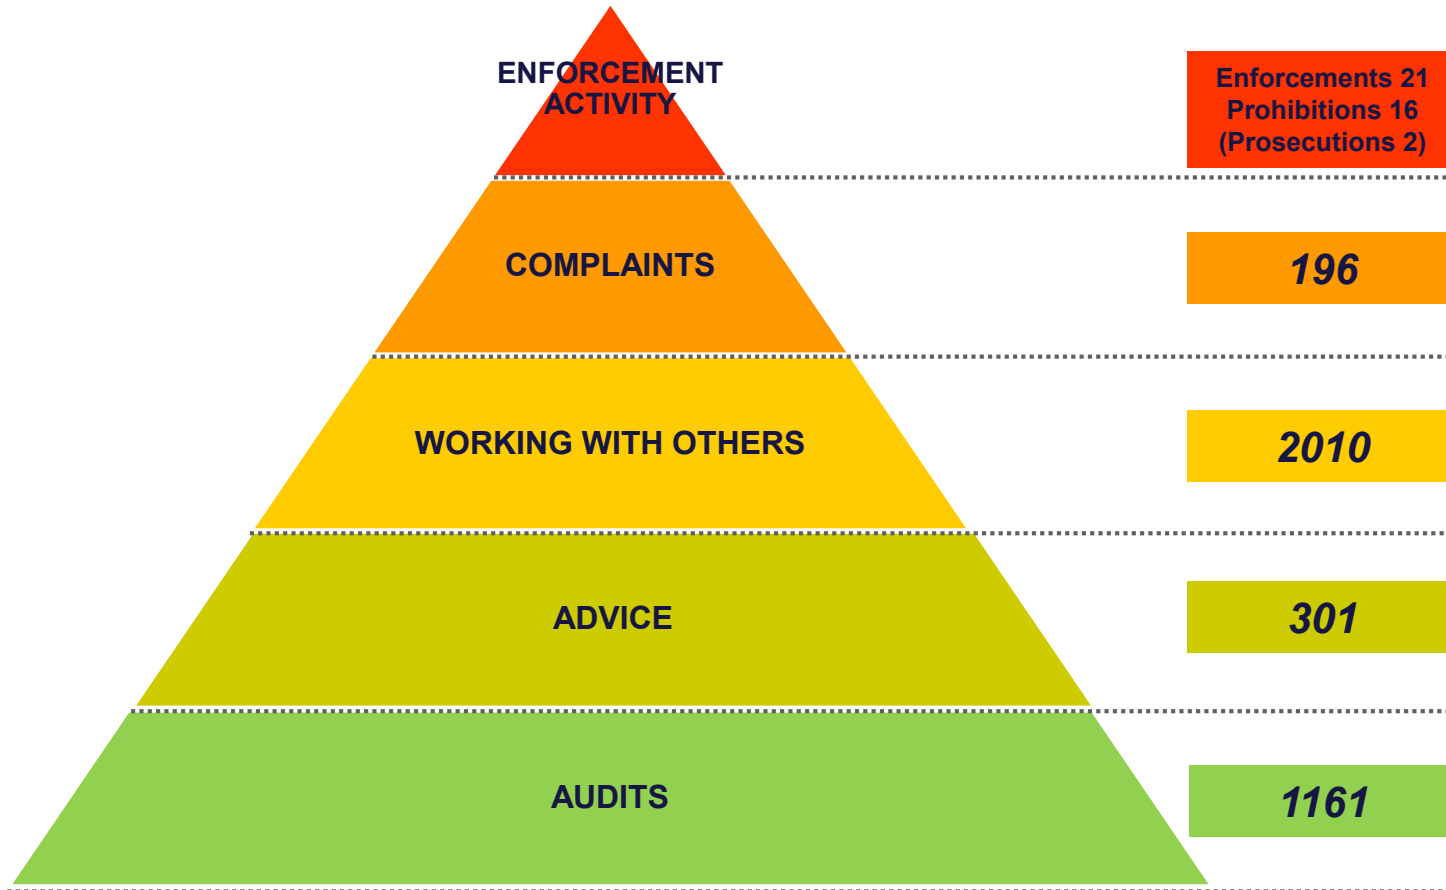 ENFORCEMENT
ACTIVITY
Enforcements 21
Prohibitions 16
(Prosecutions 2)
COMPLAINTS
196
WORKING WITH OTHERS
2010
ADVICE
301
AUDITS
1161